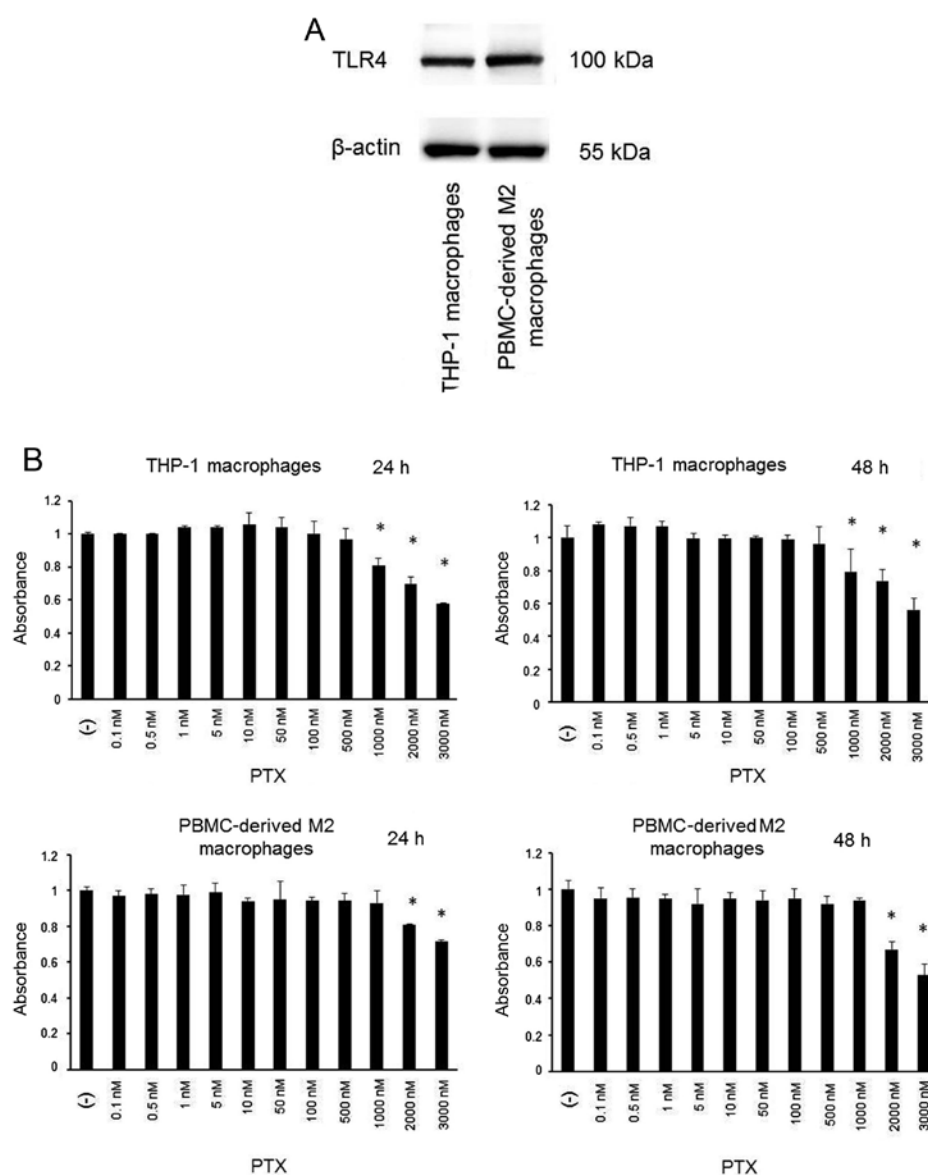 A
TLR4
100 kDa
β-actin
55 kDa
THP-1 macrophages
PBMC-derived M2
macrophages
B
THP-1 macrophages 24 h
Absorbance
1.2
1
0.8
0.6
0.4
0.2
0
(-) 0.1 nM 0.5 nM 1 nM 5 nM 10 nM 50 nM 100 nM 500 nM 1000 nM 2000 nM 3000 nM
* * *
PTX
THP-1 macrophages 48 h
Absorbance
1.2
1
0.8
0.6
0.4
0.2
0
(-) 0.1 nM 0.5 nM 1 nM 5 nM 10 nM 50 nM 100 nM 500 nM 1000 nM 2000 nM 3000 nM
* * *
PTX
PBMC-derived M2
macrophages 24 h
Absorbance
1.2
1
0.8
0.6
0.4
0.2
0
(-) 0.1 nM 0.5 nM 1 nM 5 nM 10 nM 50 nM 100 nM 500 nM 1000 nM 2000 nM 3000 nM
* *
PTX
PBMC-derived M2
macrophages 48 h
Absorbance
1.2
1
0.8
0.6
0.4
0.2
0
(-) 0.1 nM 0.5 nM 1 nM 5 nM 10 nM 50 nM 100 nM 500 nM 1000 nM 2000 nM 3000 nM
* *
PTX